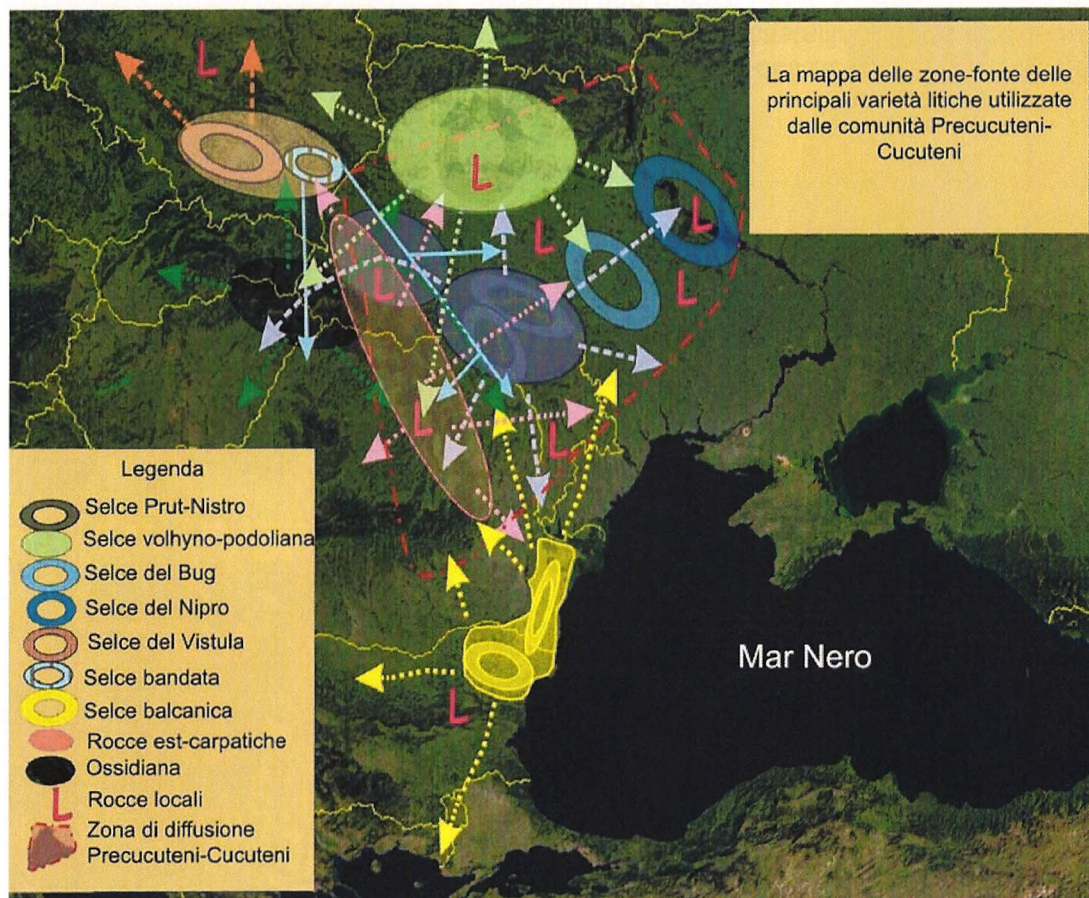 La mappa delle zone-fonte delle
principali varietà litiche utilizzate
dalle comunità Precucuteni-
Cucuteni
L
L
L
L
L
L
L
L
L
Mar Nero
L
Legenda
Selce Prut-Nistro
Selce volhyno-podoliana
Selce del Bug
Selce del Nipro
Selce del Vistula
Selce bandata
Selce balcanica
Rocce est-carpatiche
Ossidiana
L Rocce locali
Zona di diffusione
Precucuteni-Cucuteni